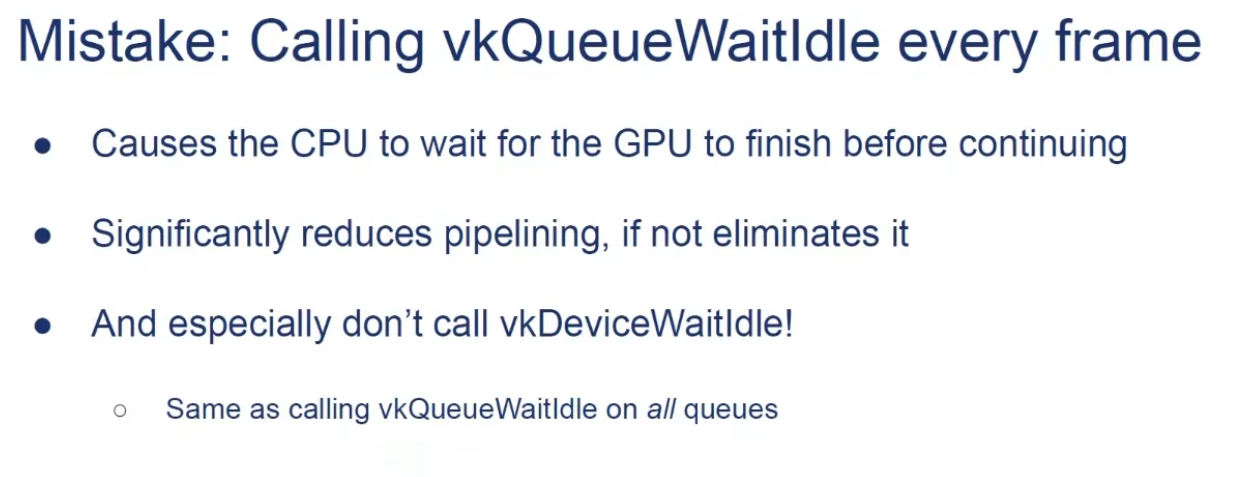 Mistake: Calling vkQueueWaitIdle every frame
● Causes the CPU to wait for the GPU to finish before continuing
● Significantly reduces pipelining, if not eliminates it
● And especially don’t call vkDeviceWaitIdle!
○ Same as calling vkQueueWaitIdle on all queues